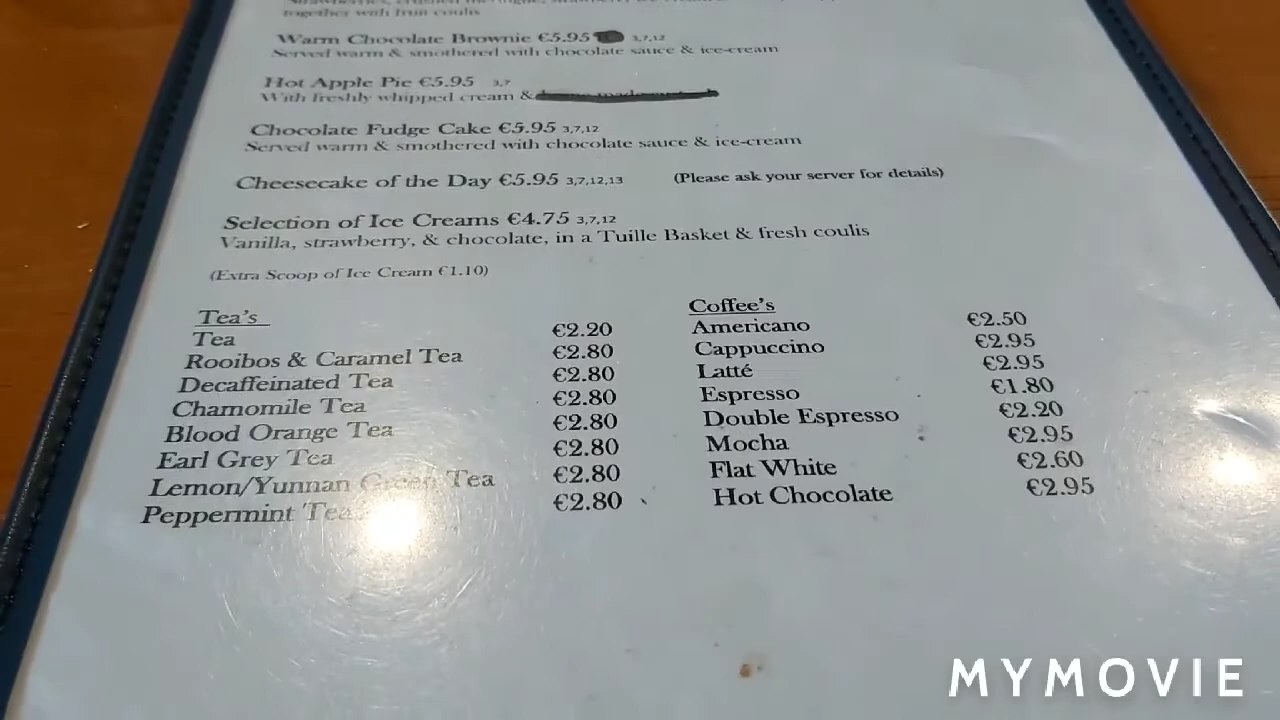 together with fruit coulis
Warm Chocolate Brownie €5.95 3,7,12
Served warm & smothered with chocolate sauce & ice-cream
Hot Apple Pie €5.95 3,7
With freshly whipped cream &
Chocolate Fudge Cake €5.95 3,7,12
Served warm & smothered with chocolate sauce & ice-cream
Cheesecake of the Day €5.95 3,7,12,13 (Please ask your server for details)
Selection of Ice Creams €4.75 3,7,12
Vanilla, strawberry, & chocolate, in a Tuille Basket & fresh coulis
(Extra Scoop of Ice Cream €1.10)
Tea's
Tea €2.20
Rooibos & Caramel Tea €2.80
Decaffeinated Tea €2.80
Chamomile Tea €2.80
Blood Orange Tea €2.80
Earl Grey Tea €2.80
Lemon/Yunnan Green Tea €2.80
Peppermint Tea €2.80
Coffee's
Americano €2.50
Cappuccino €2.95
Latté €2.95
Espresso €1.80
Double Espresso €2.20
Mocha €2.95
Flat White €2.60
Hot Chocolate €2.95
MYMOVIE